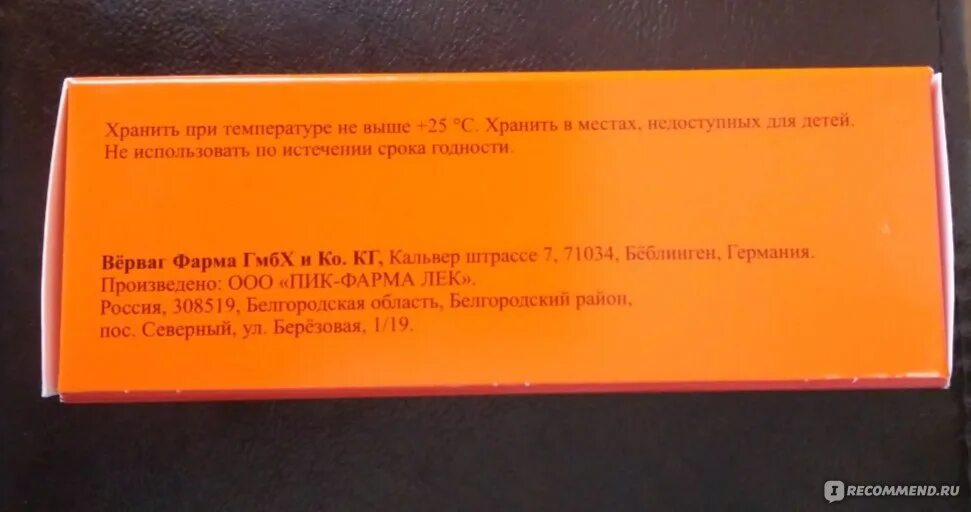 Хранить при температуре не выше +25 °С. Хранить в местах, недоступных для детей.
Не использовать по истечении срока годности.
Вёрваг Фарма ГмбХ и Ко. КГ, Кальвер штрассе 7, 71034, Бёблинген, Германия.
Произведено: ООО «ПИК-ФАРМА ЛЕК».
Россия, 308519, Белгородская область, Белгородский район,
пос. Северный, ул. Берёзовая, 1/19.
IRECOMMEND.RU